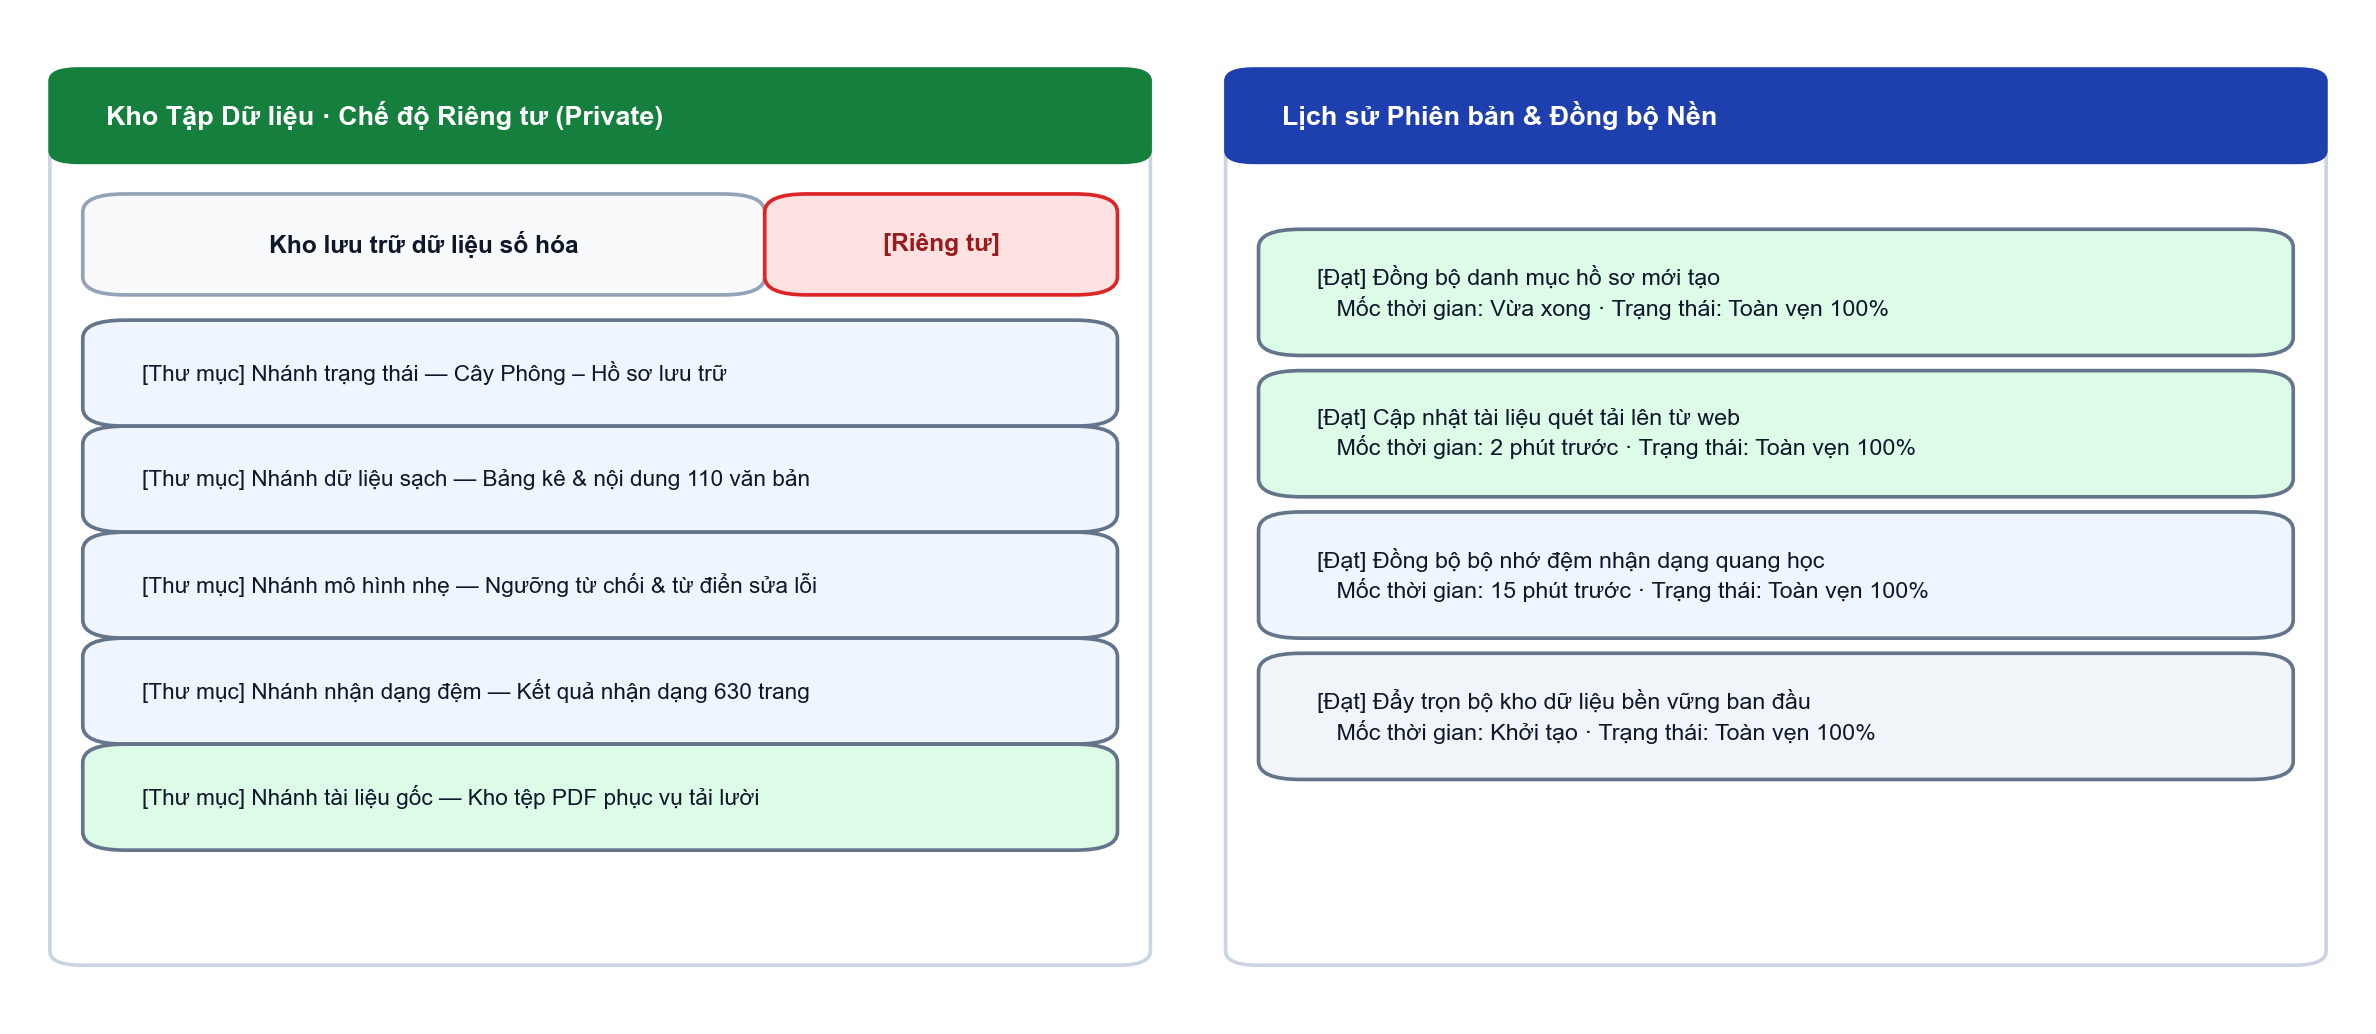 Kho Tập Dữ liệu · Chế độ Riêng tư (Private)
Kho lưu trữ dữ liệu số hóa
[Riêng tư]
[Thư mục] Nhánh trạng thái — Cây Phông – Hồ sơ lưu trữ
[Thư mục] Nhánh dữ liệu sạch — Bảng kê & nội dung 110 văn bản
[Thư mục] Nhánh mô hình nhẹ — Ngưỡng từ chối & từ điển sửa lỗi
[Thư mục] Nhánh nhận dạng đệm — Kết quả nhận dạng 630 trang
[Thư mục] Nhánh tài liệu gốc — Kho tệp PDF phục vụ tải lười
Lịch sử Phiên bản & Đồng bộ Nền
[Đạt] Đồng bộ danh mục hồ sơ mới tạo
Mốc thời gian: Vừa xong · Trạng thái: Toàn vẹn 100%
[Đạt] Cập nhật tài liệu quét tải lên từ web
Mốc thời gian: 2 phút trước · Trạng thái: Toàn vẹn 100%
[Đạt] Đồng bộ bộ nhớ đệm nhận dạng quang học
Mốc thời gian: 15 phút trước · Trạng thái: Toàn vẹn 100%
[Đạt] Đẩy trọn bộ kho dữ liệu bền vững ban đầu
Mốc thời gian: Khởi tạo · Trạng thái: Toàn vẹn 100%